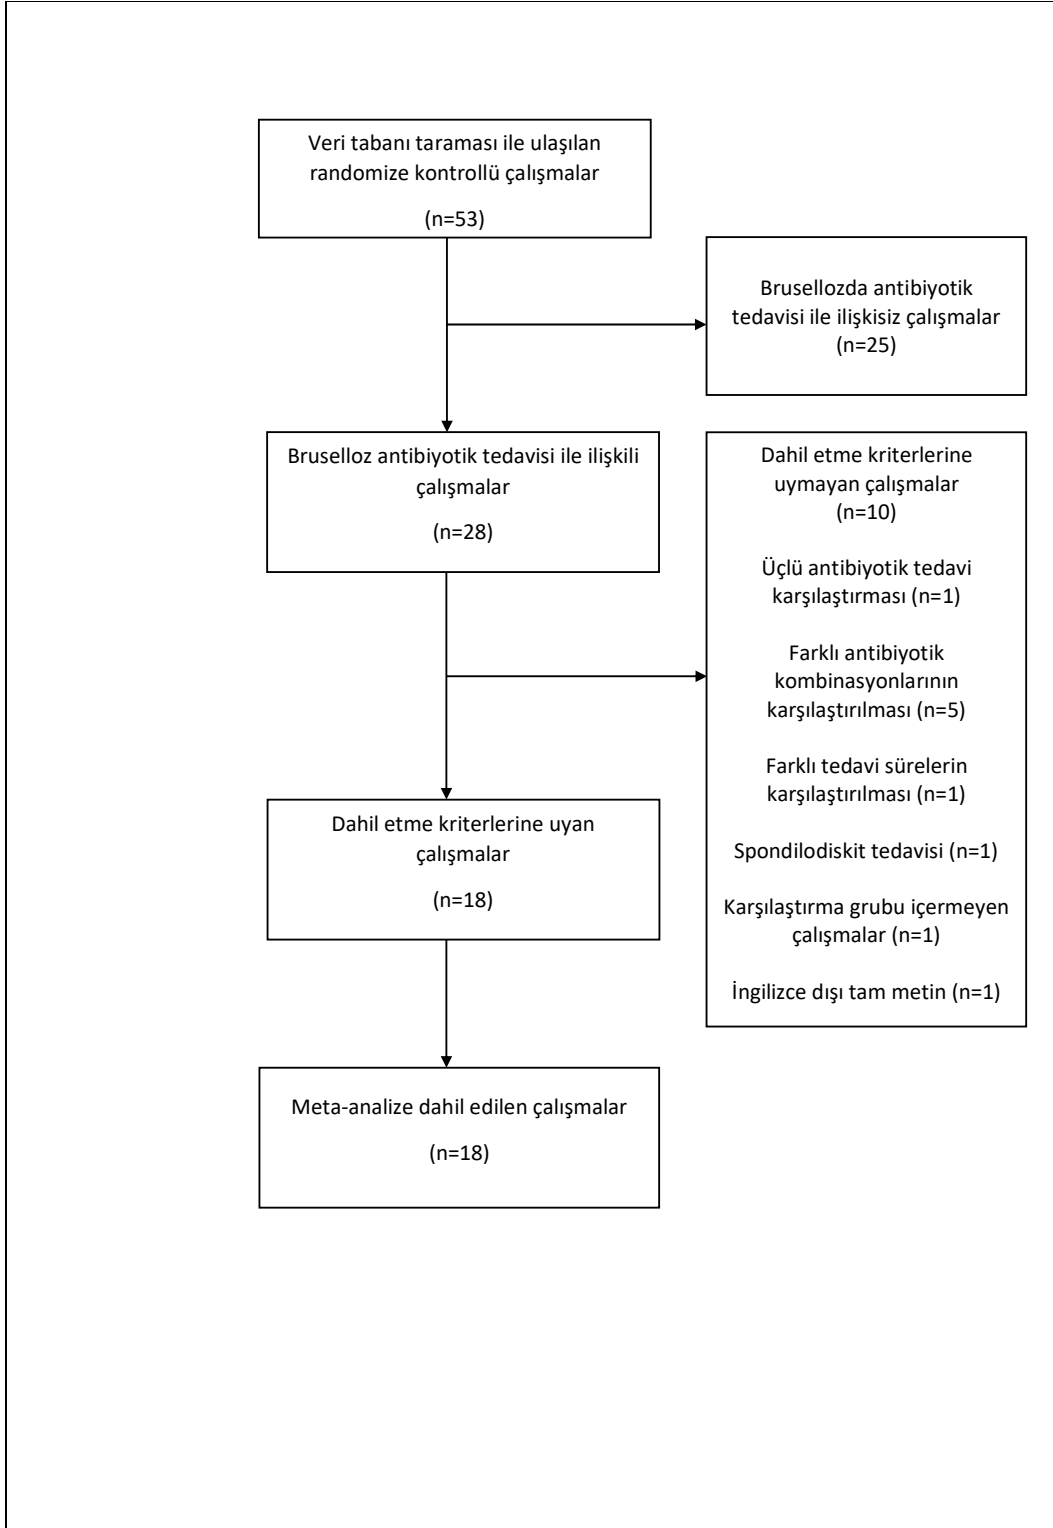 Veri tabanı taraması ile ulaşılan
randomize kontrollü çalışmalar
(n=53)
Brusellozda antibiyotik
tedavisi ile ilişkisiz çalışmalar
(n=25)
Bruselloz antibiyotik tedavisi ile ilişkili
çalışmalar
(n=28)
Dahil etme kriterlerine
uymayan çalışmalar
(n=10)
Üçlü antibiyotik tedavi
karşılaştırması (n=1)
Farklı antibiyotik
kombinasyonlarının
karşılaştırılması (n=5)
Farklı tedavi sürelerin
karşılaştırılması (n=1)
Spondilodiskit tedavisi (n=1)
Karşılaştırma grubu içermeyen
çalışmalar (n=1)
İngilizce dışı tam metin (n=1)
Dahil etme kriterlerine uyan
çalışmalar
(n=18)
Meta-analize dahil edilen çalışmalar
(n=18)